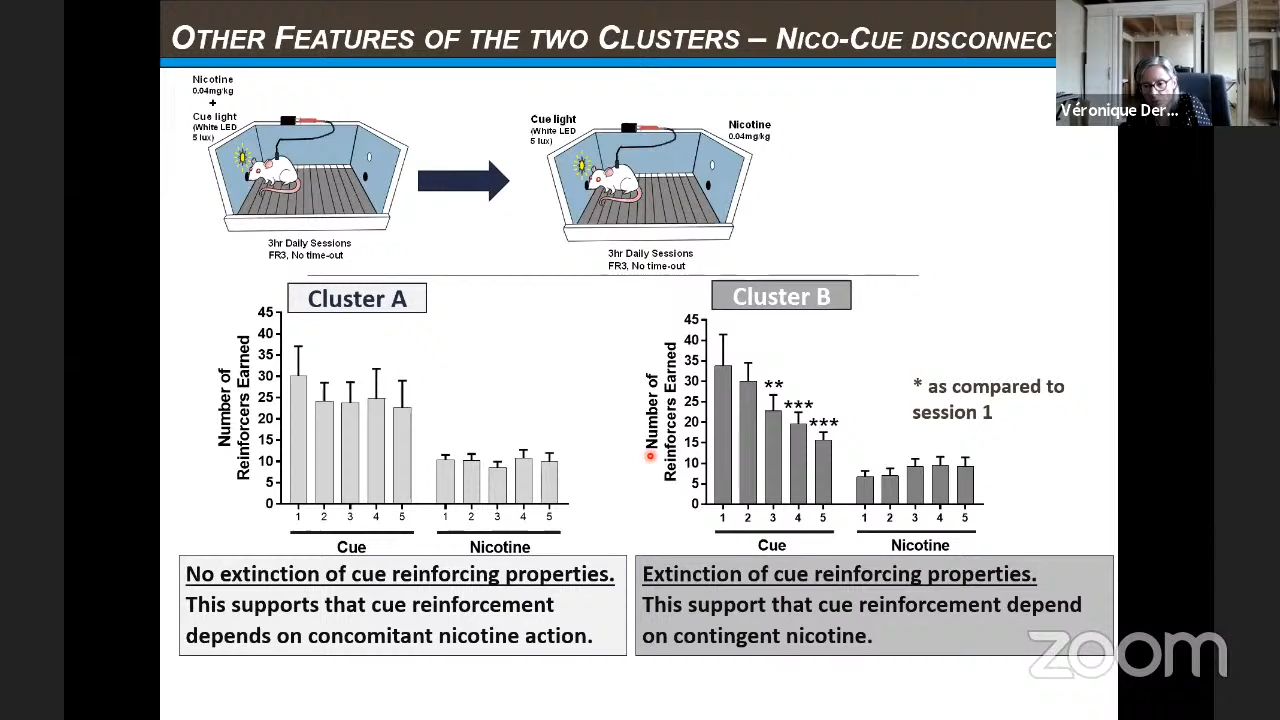 OTHER FEATURES OF THE TWO CLUSTERS – NICO-CUE DISCONNEC
Véronique Der...
Nicotine
0.04mg/kg
+
Cue light
(White LED
5 lux)
3hr Daily Sessions
FR3, No time-out
Cue light
(White LED
5 lux)
Nicotine
0.04mg/kg
3hr Daily Sessions
FR3, No time-out
Cluster A
Number of
Reinforcers Earned
45
40
35
30
25
20
15
10
5
0
1 2 3 4 5 1 2 3 4 5
Cue Nicotine
Cluster B
Number of
Reinforcers Earned
45
40
35
30
25
20
15
10
5
0
** *** ***
1 2 3 4 5 1 2 3 4 5
Cue Nicotine
* as compared to
session 1
No extinction of cue reinforcing properties.
This supports that cue reinforcement
depends on concomitant nicotine action.
Extinction of cue reinforcing properties.
This support that cue reinforcement depend
on contingent nicotine.
zoom